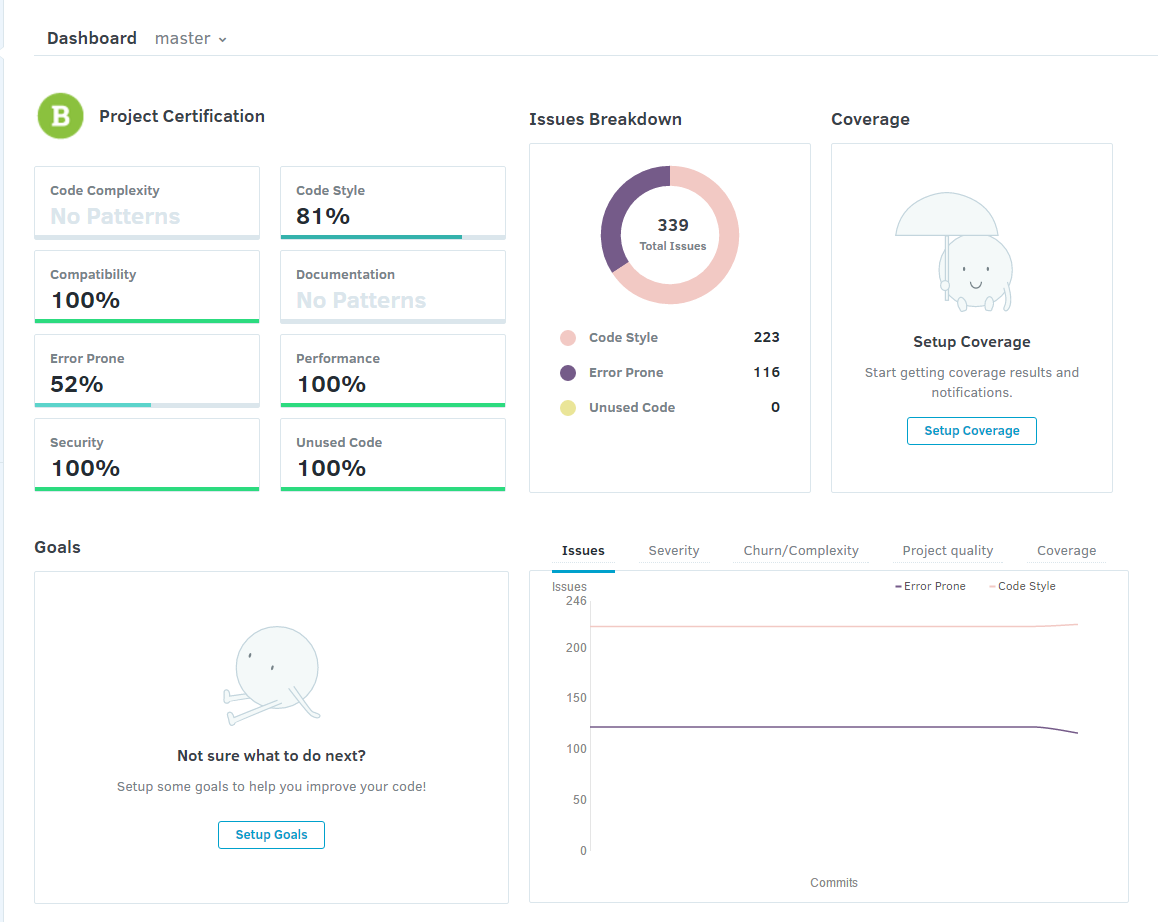 Dashboard master
B Project Certification
Code Complexity
No Patterns
Code Style
81%
Compatibility
100%
Documentation
No Patterns
Error Prone
52%
Performance
100%
Security
100%
Unused Code
100%
Issues Breakdown
339
Total Issues
Code Style 223
Error Prone 116
Unused Code 0
Coverage
Setup Coverage
Start getting coverage results and
notifications.
Setup Coverage
Goals
Not sure what to do next?
Setup some goals to help you improve your code!
Setup Goals
Issues Severity Churn/Complexity Project quality Coverage
Issues
Error Prone Code Style
246
200
150
100
50
0
Commits